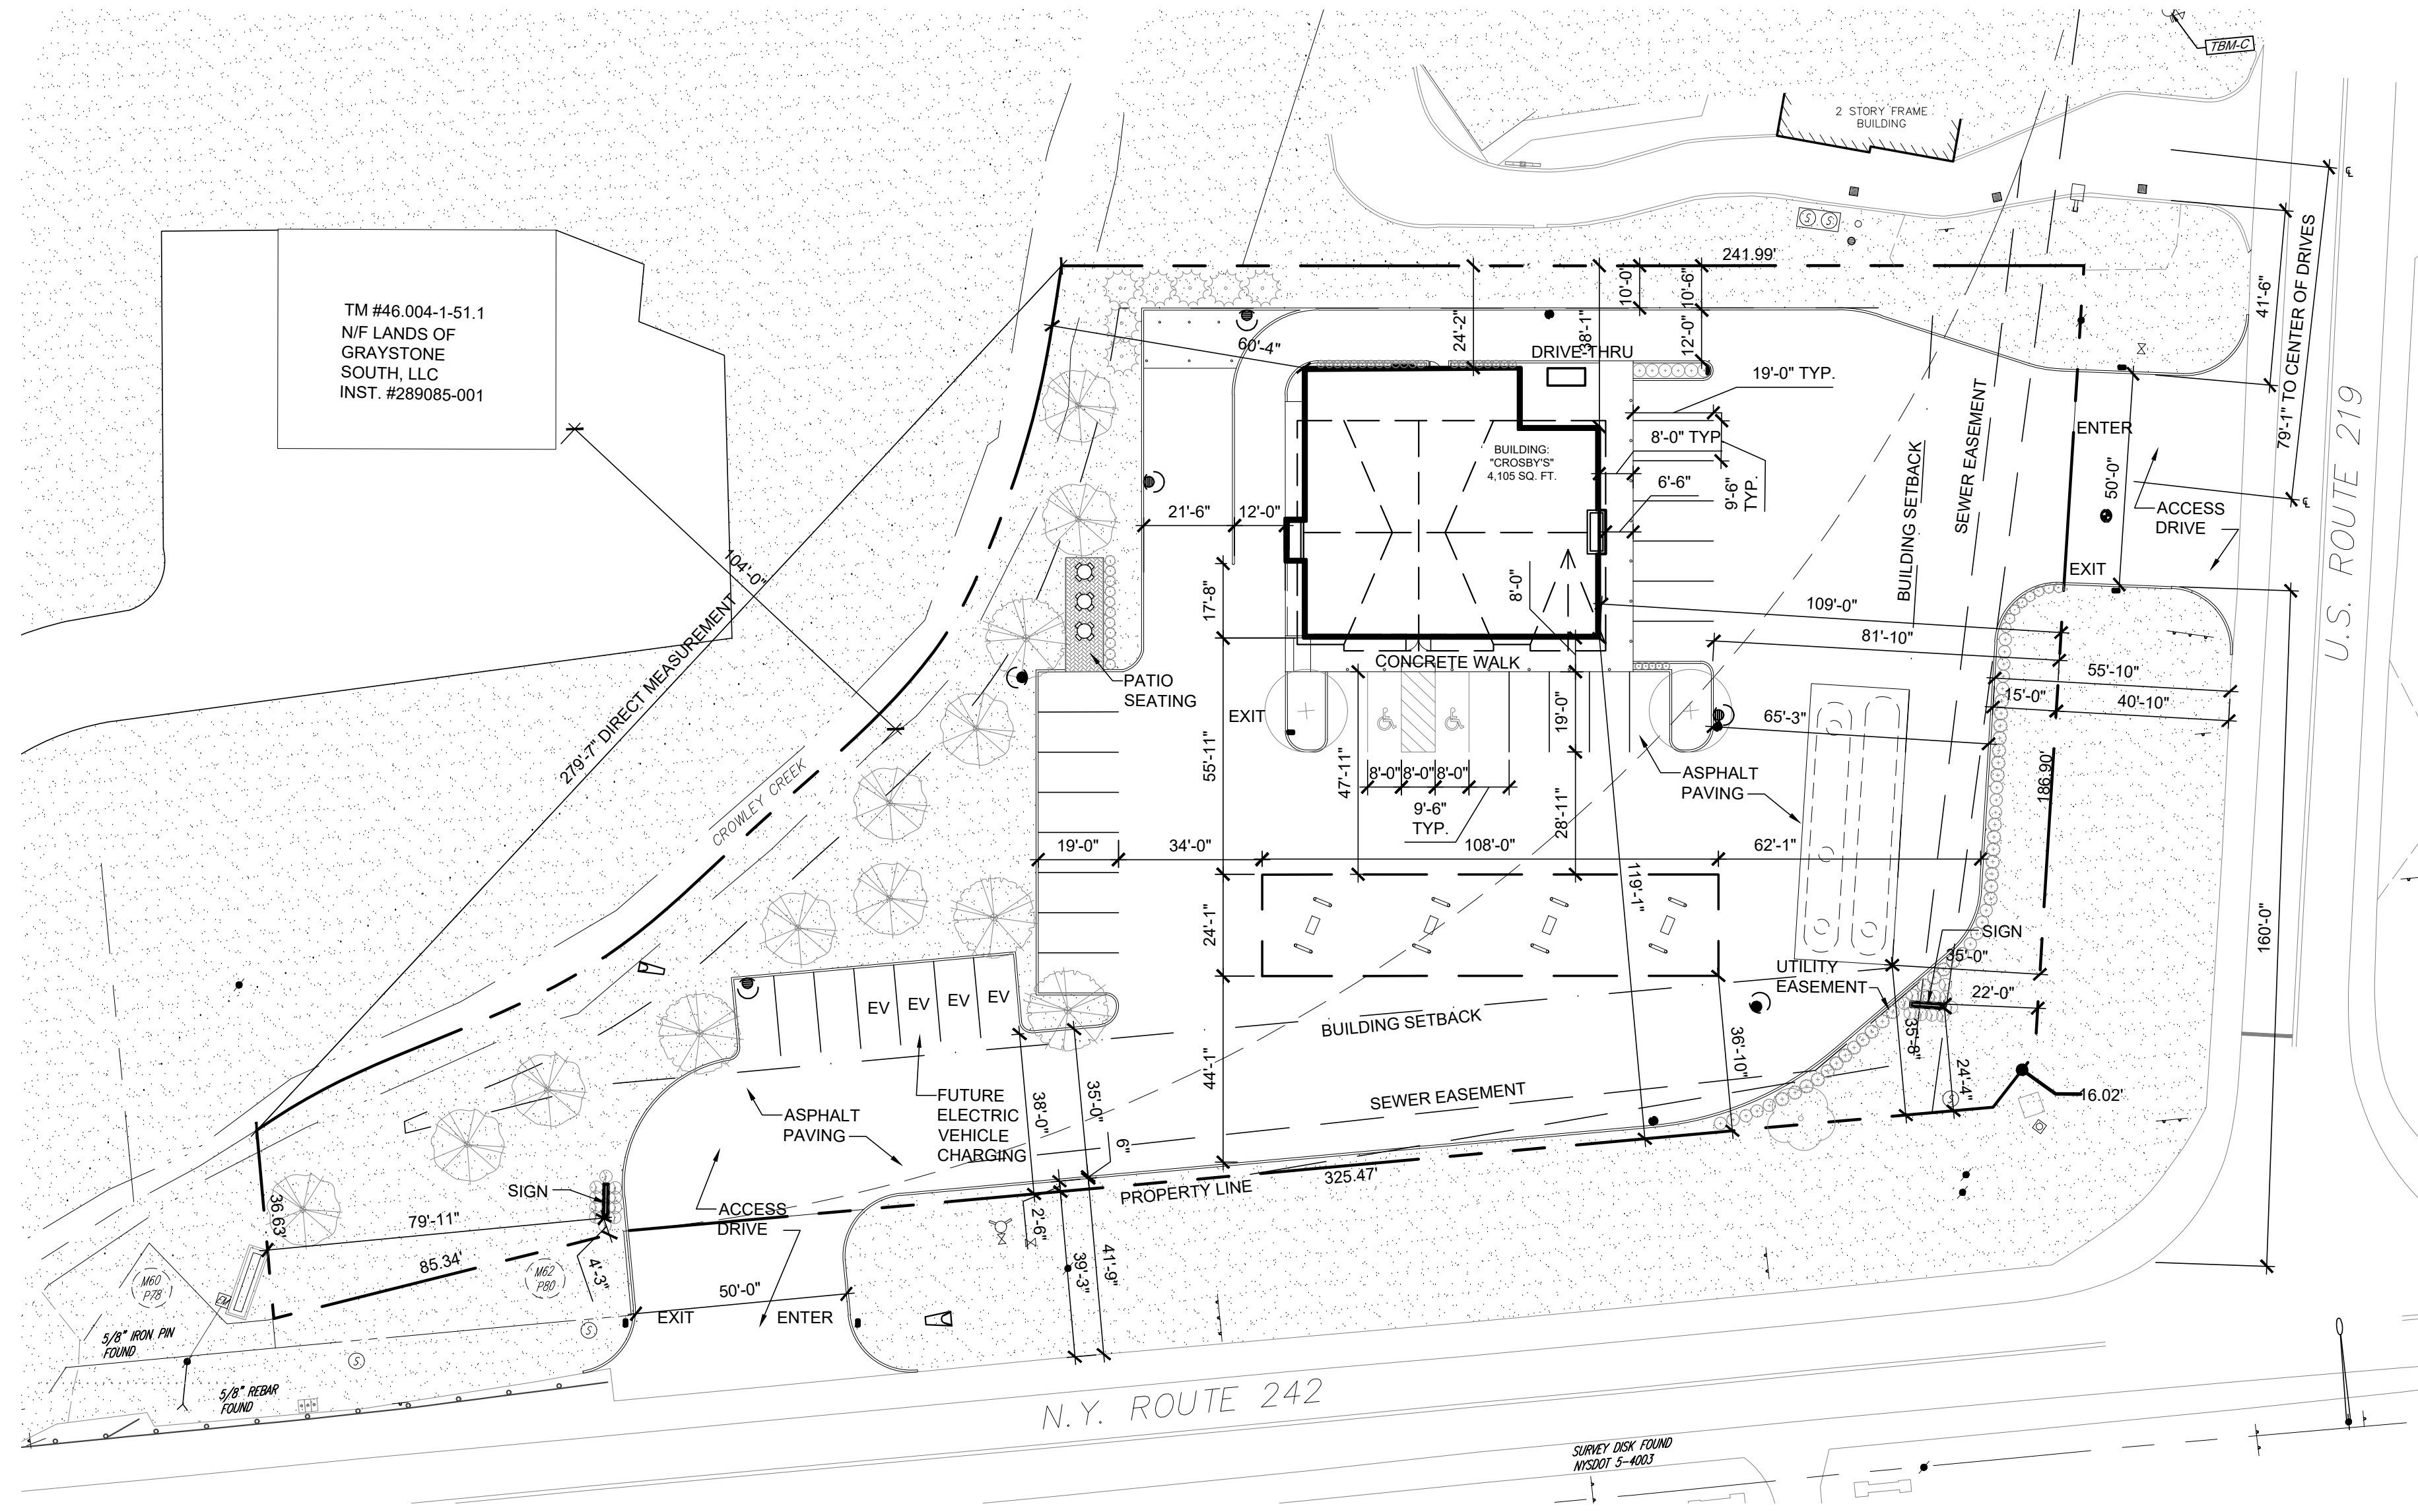 TBM-C
2 STORY FRAME
BUILDING
S
S
℄
TM #46.004-1-51.1
N/F LANDS OF
GRAYSTONE
SOUTH, LLC
INST. #289085-001
241.99'
10'-0"
10'-6"
24'-2"
38'-1"
12'-0"
60'-4"
DRIVE-THRU
41'-6"
79'-1" TO CENTER OF DRIVES
19'-0" TYP.
8'-0" TYP
6'-6"
9'-6"
TYP.
BUILDING:
"CROSBY'S"
4,105 SQ. FT.
ENTER
50'-0"
ACCESS
DRIVE
EXIT
℄
U.S. ROUTE 219
BUILDING SETBACK
SEWER EASEMENT
21'-6"
12'-0"
17'-8"
8'-0"
104'-0"
279'-7" DIRECT MEASUREMENT
109'-0"
81'-10"
55'-10"
15'-0"
40'-10"
CONCRETE WALK
PATIO
SEATING
EXIT
65'-3"
19'-0"
55'-11"
47'-11"
8'-0"
8'-0"
8'-0"
9'-6"
TYP.
28'-11"
ASPHALT
PAVING
186.90'
CROWLEY CREEK
19'-0"
34'-0"
108'-0"
62'-1"
119'-1"
24'-1"
SIGN
160'-0"
35'-0"
UTILITY
EASEMENT
22'-0"
EV
EV
EV
EV
BUILDING SETBACK
36'-10"
35'-8"
24'-4"
44'-1"
16.02'
S
SEWER EASEMENT
FUTURE
ELECTRIC
VEHICLE
CHARGING
38'-0"
35'-0"
6"
ASPHALT
PAVING
325.47'
PROPERTY LINE
SIGN
ACCESS
DRIVE
36.63'
79'-11"
85.34'
4'-3"
2'-6"
39'-3"
41'-9"
M60
P78
M62
P80
EM
50'-0"
EXIT
ENTER
S
S
5/8" IRON PIN
FOUND
5/8" REBAR
FOUND
N.Y. ROUTE 242
SURVEY DISK FOUND
NYSDOT 5-4003